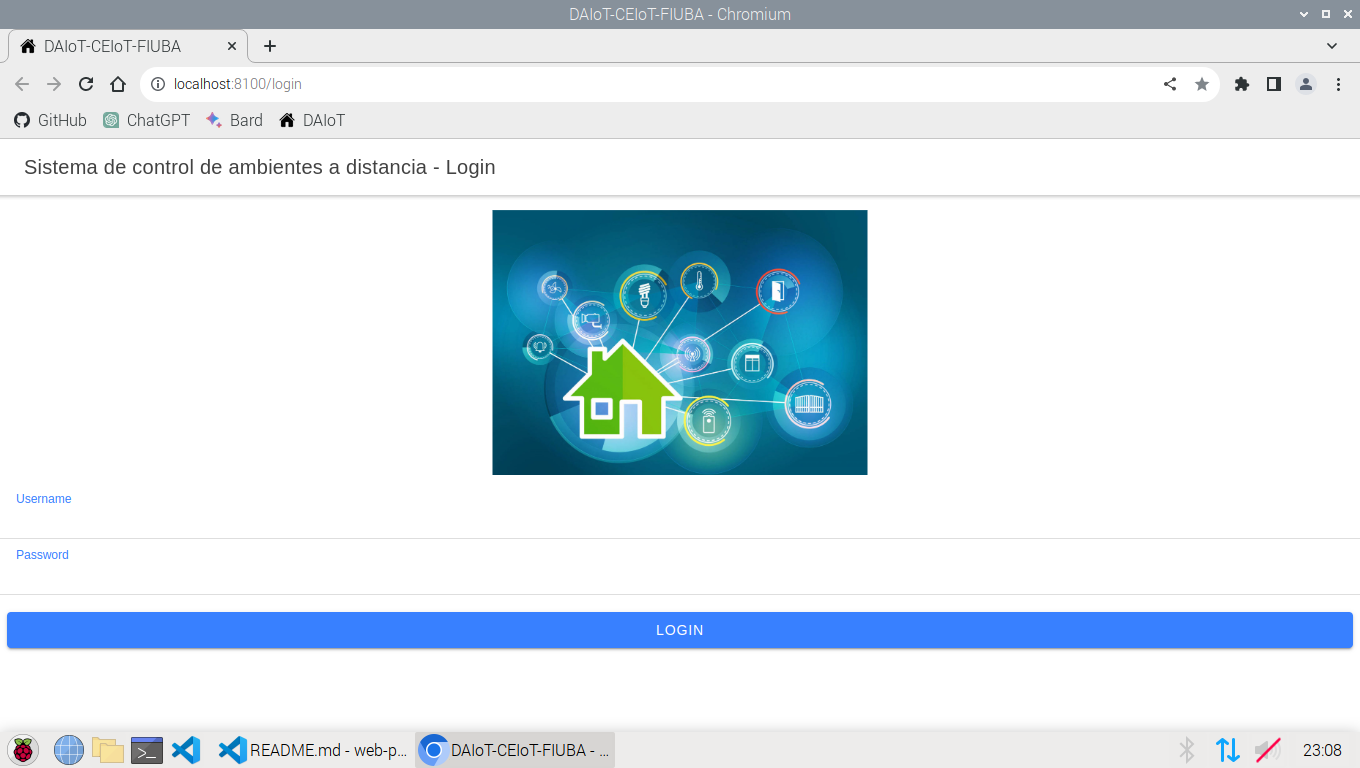 DAIoT-CEIoT-FIUBA - Chromium
DAIoT-CEIoT-FIUBA
localhost:8100/login
GitHub ChatGPT Bard DAIoT
Sistema de control de ambientes a distancia - Login
Username
Password
LOGIN
README.md - web-p... DAIoT-CEIoT-FIUBA - ... 23:08